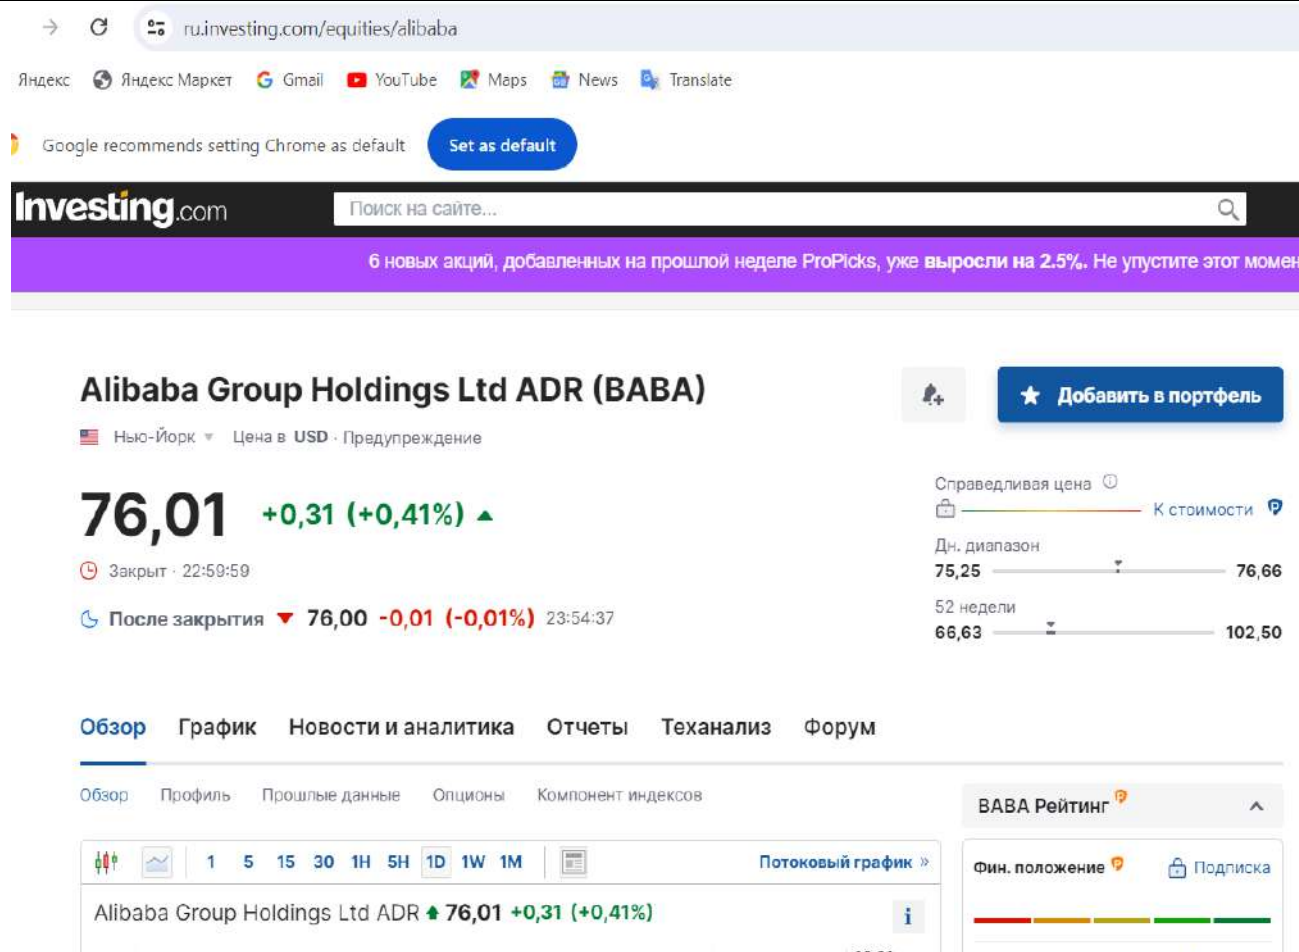 ru.investing.com/equities/alibaba
Яндекс Яндекс Маркет Gmail YouTube Maps News Translate
Google recommends setting Chrome as default Set as default
Investing.com Поиск на сайте...
6 новых акций, добавленных на прошлой неделе ProPicks, уже выросли на 2.5%. Не упустите этот момен
Alibaba Group Holdings Ltd ADR (BABA)
Добавить в портфель
Нью-Йорк Цена в USD · Предупреждение
76,01 +0,31 (+0,41%)
Справедливая цена
К стоимости
Закрыт · 22:59:59
Дн. диапазон
75,25 76,66
После закрытия 76,00 -0,01 (-0,01%) 23:54:37
52 недели
66,63 102,50
Обзор График Новости и аналитика Отчеты Теханализ Форум
Обзор Профиль Прошлые данные Опционы Компонент индексов
BABA Рейтинг
1 5 15 30 1H 5H 1D 1W 1M Потоковый график »
Фин. положение Подписка
Alibaba Group Holdings Ltd ADR 76,01 +0,31 (+0,41%)